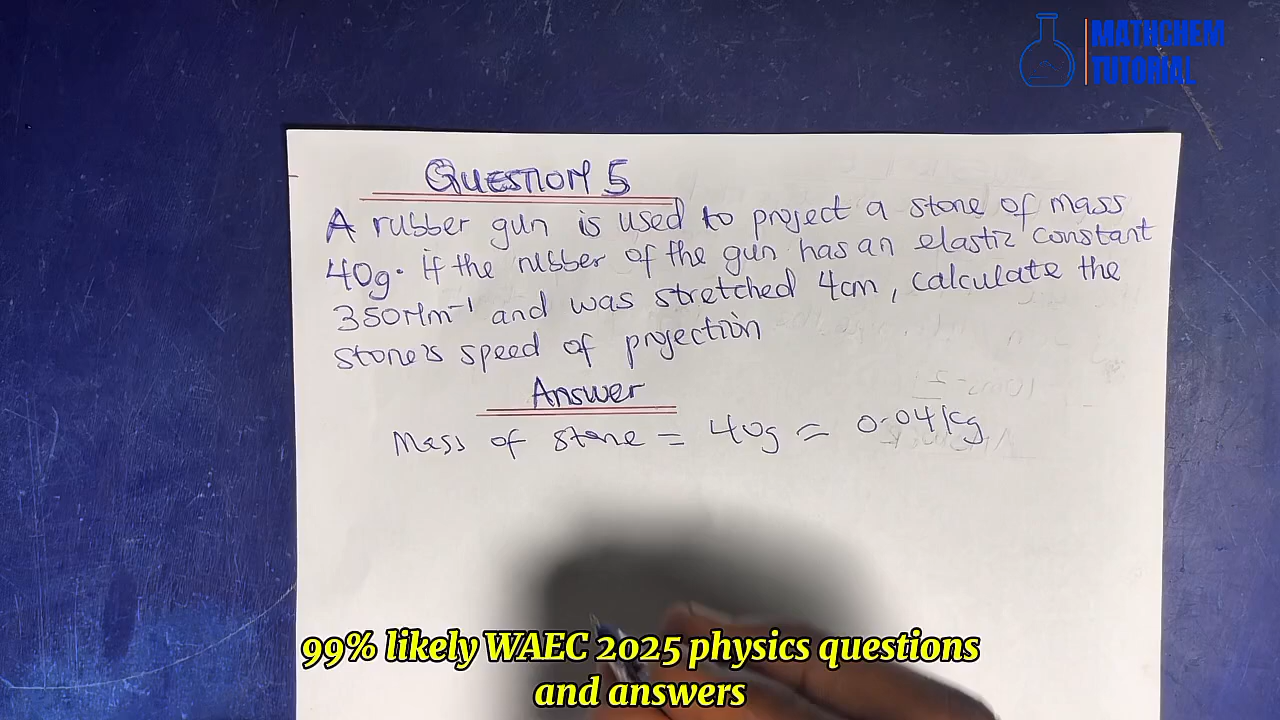 MATHCHEM
TUTORIAL
QUESTION 5
A rubber gun is used to project a stone of mass
40g. if the rubber of the gun has an elastic constant
350Nm⁻¹ and was stretched 4cm, calculate the
stone's speed of projection
Answer
Mass of stone = 40g = 0.04kg
99% likely WAEC 2025 physics questions
and answers